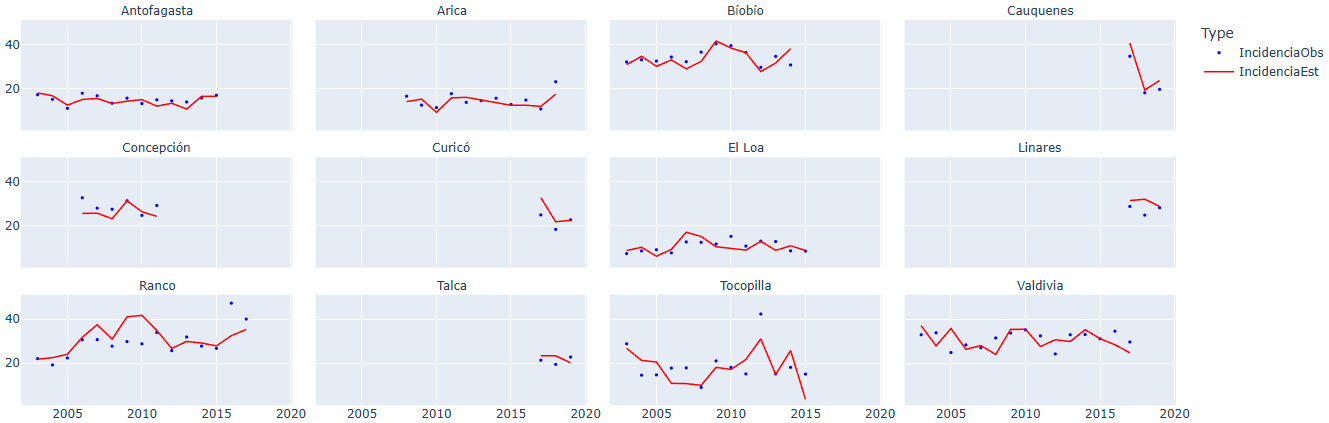 Antofagasta
Arica
Bíobío
Cauquenes
Type
IncidenciaObs
IncidenciaEst
40
20
Concepción
Curicó
El Loa
Linares
40
20
Ranco
Talca
Tocopilla
Valdivia
40
20
2005 2010 2015 2020
2005 2010 2015 2020
2005 2010 2015 2020
2005 2010 2015 2020